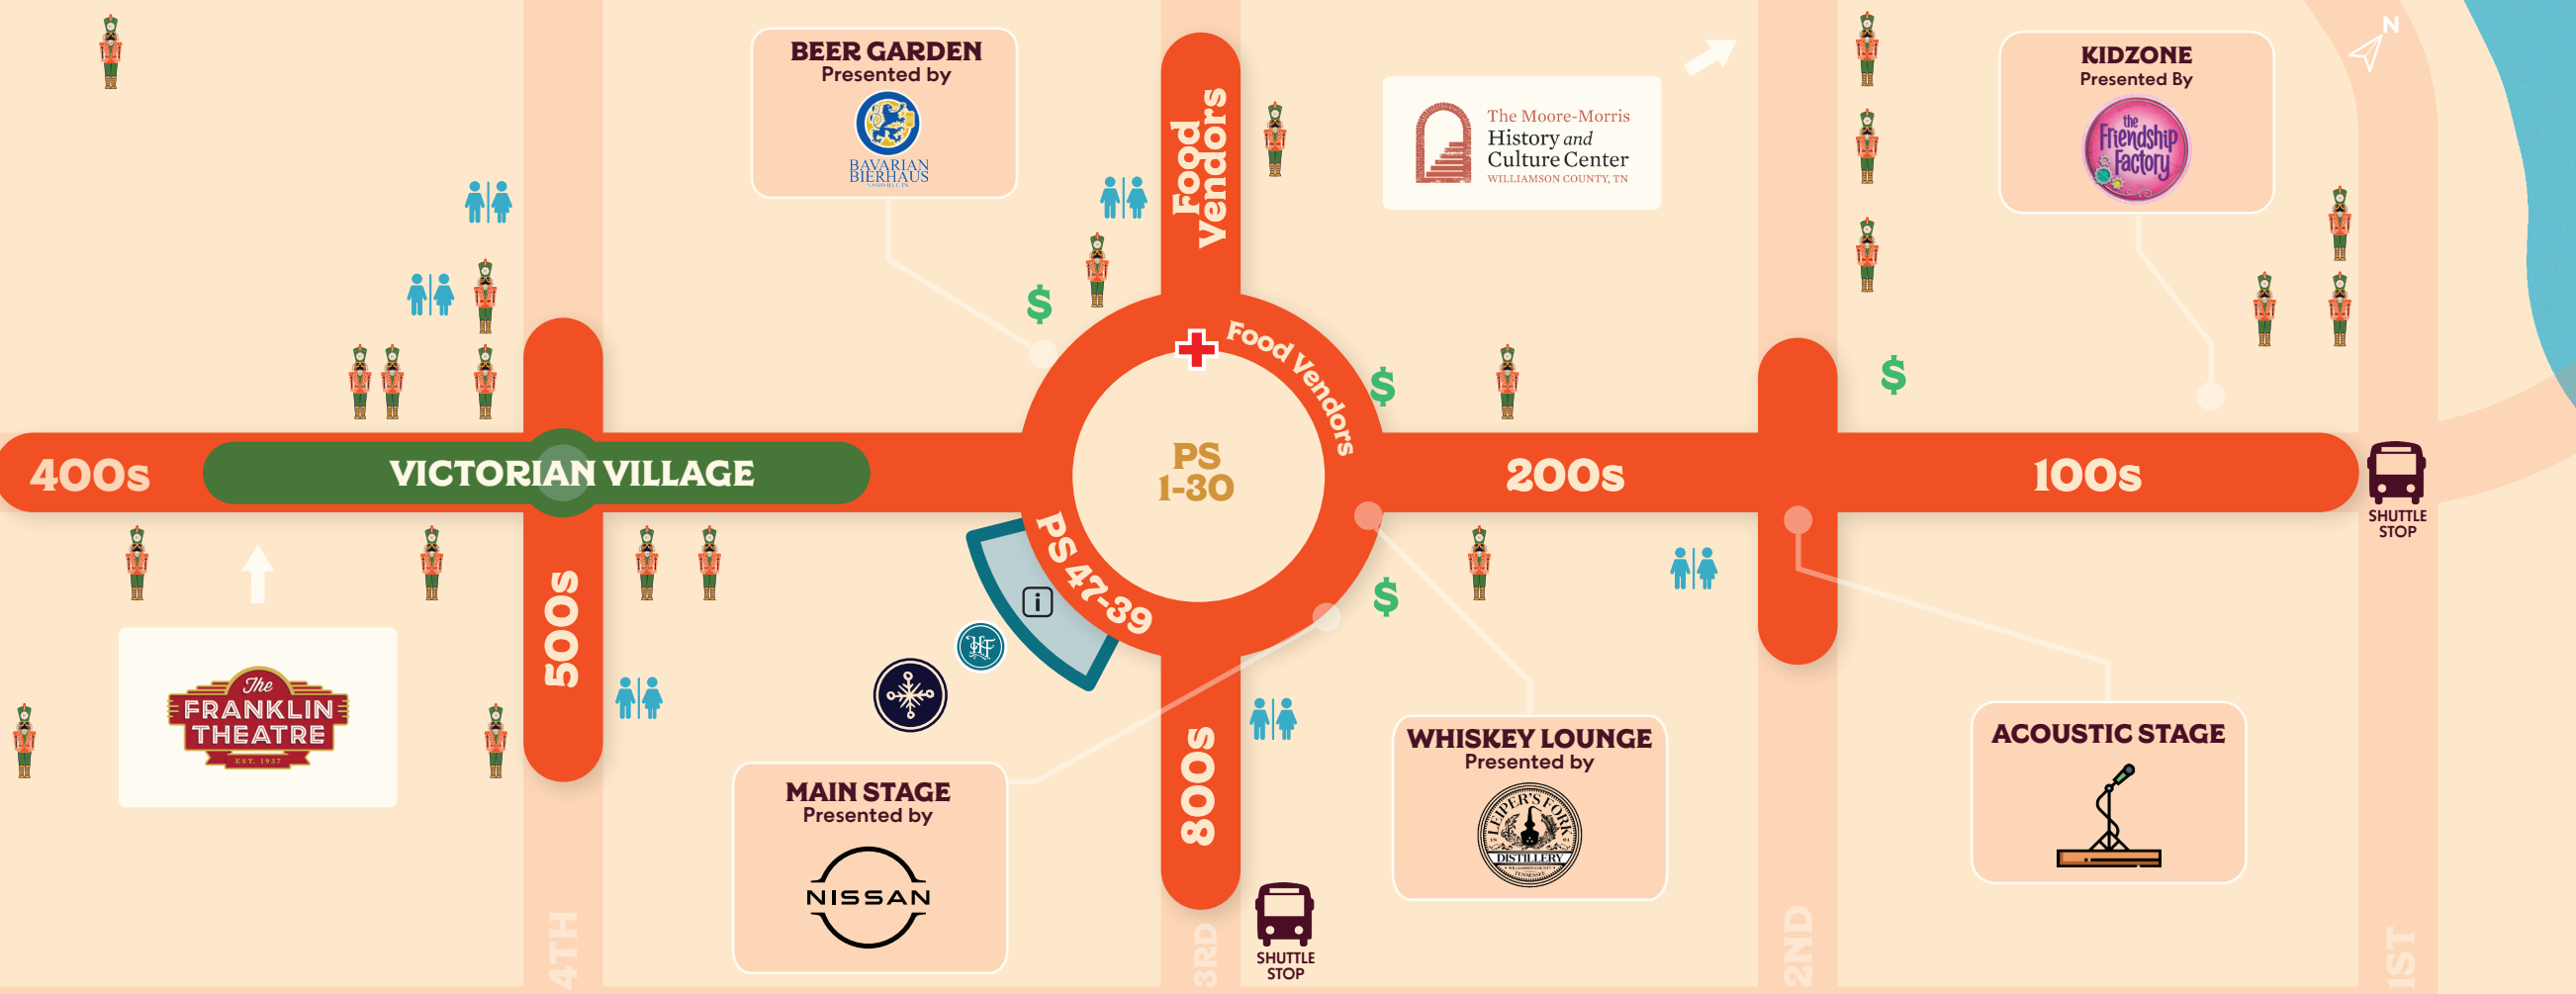 BEER GARDEN
Presented by
BAVARIAN
BIERHAUS
Food
Vendors
The Moore-Morris
History and
Culture Center
WILLIAMSON COUNTY, TN
KIDZONE
Presented By
the
Friendship
Factory
N
Food Vendors
400s
VICTORIAN VILLAGE
PS
1-30
200s
100s
SHUTTLE
STOP
PS 47-39
i
HF
500s
The
FRANKLIN
THEATRE
EST. 1937
MAIN STAGE
Presented by
NISSAN
800s
WHISKEY LOUNGE
Presented by
LEIPER'S FORK
DISTILLERY
TENNESSEE
ACOUSTIC STAGE
SHUTTLE
STOP
4TH
3RD
2ND
1ST
$
$
$
$